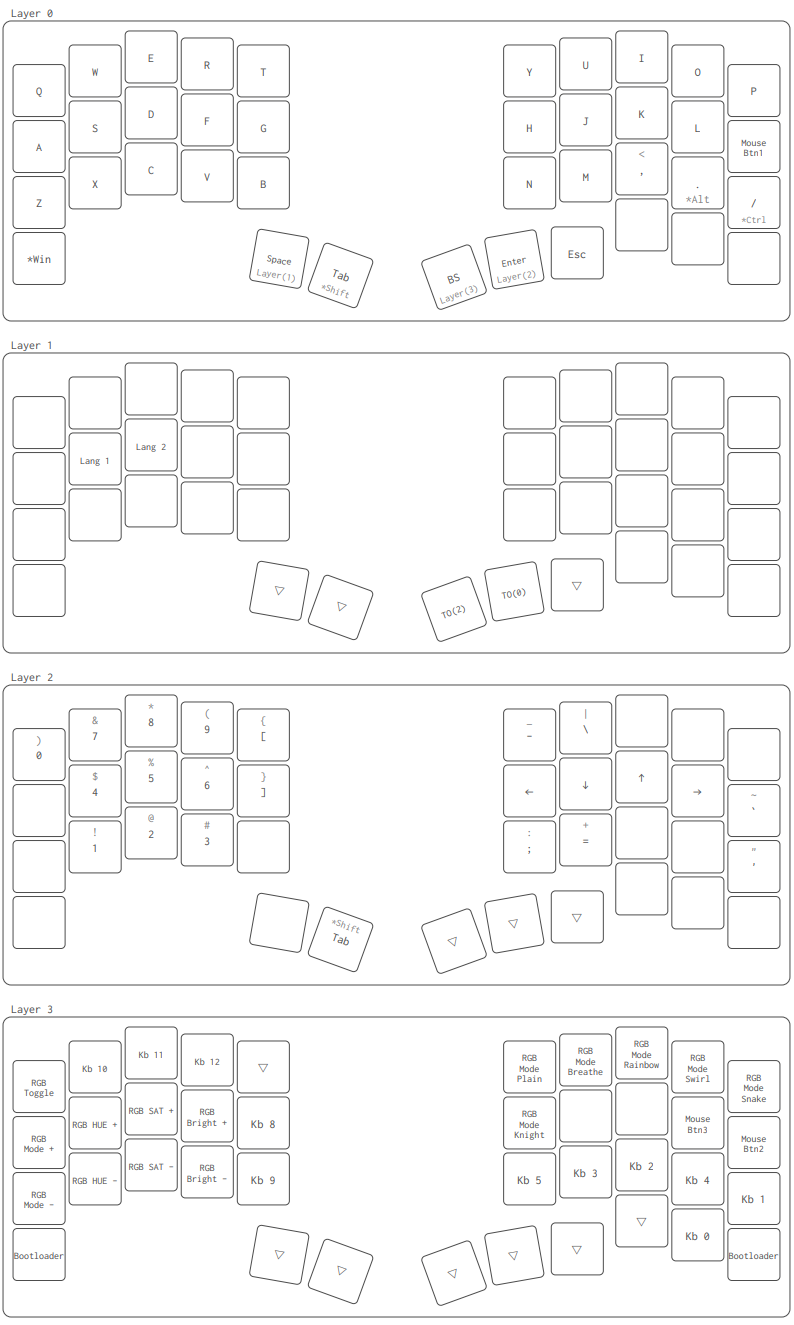 Layer 0
Q
W
E
R
T
Y
U
I
O
P
A
S
D
F
G
H
J
K
L
Mouse
Btn1
Z
X
C
V
B
N
M
<
,
.
*Alt
/
*Ctrl
*Win
Space
Layer(1)
Tab
*Shift
BS
Layer(3)
Enter
Layer(2)
Esc
Layer 1
Lang 1
Lang 2
▽
▽
TO(2)
TO(0)
▽
Layer 2
)
0
&
7
*
8
(
9
{
[
_
-
|
\
$
4
%
5
^
6
}
]
←
↓
↑
→
~
`
!
1
@
2
#
3
:
;
+
=
"
'
*Shift
Tab
▽
▽
▽
Layer 3
RGB
Toggle
Kb 10
Kb 11
Kb 12
▽
RGB
Mode
Plain
RGB
Mode
Breathe
RGB
Mode
Rainbow
RGB
Mode
Swirl
RGB
Mode
Snake
RGB
Mode +
RGB HUE +
RGB SAT +
RGB
Bright +
Kb 8
RGB
Mode
Knight
Mouse
Btn3
Mouse
Btn2
RGB
Mode -
RGB HUE -
RGB SAT -
RGB
Bright -
Kb 9
Kb 5
Kb 3
Kb 2
Kb 4
Kb 1
Bootloader
▽
▽
▽
▽
▽
▽
Kb 0
Bootloader